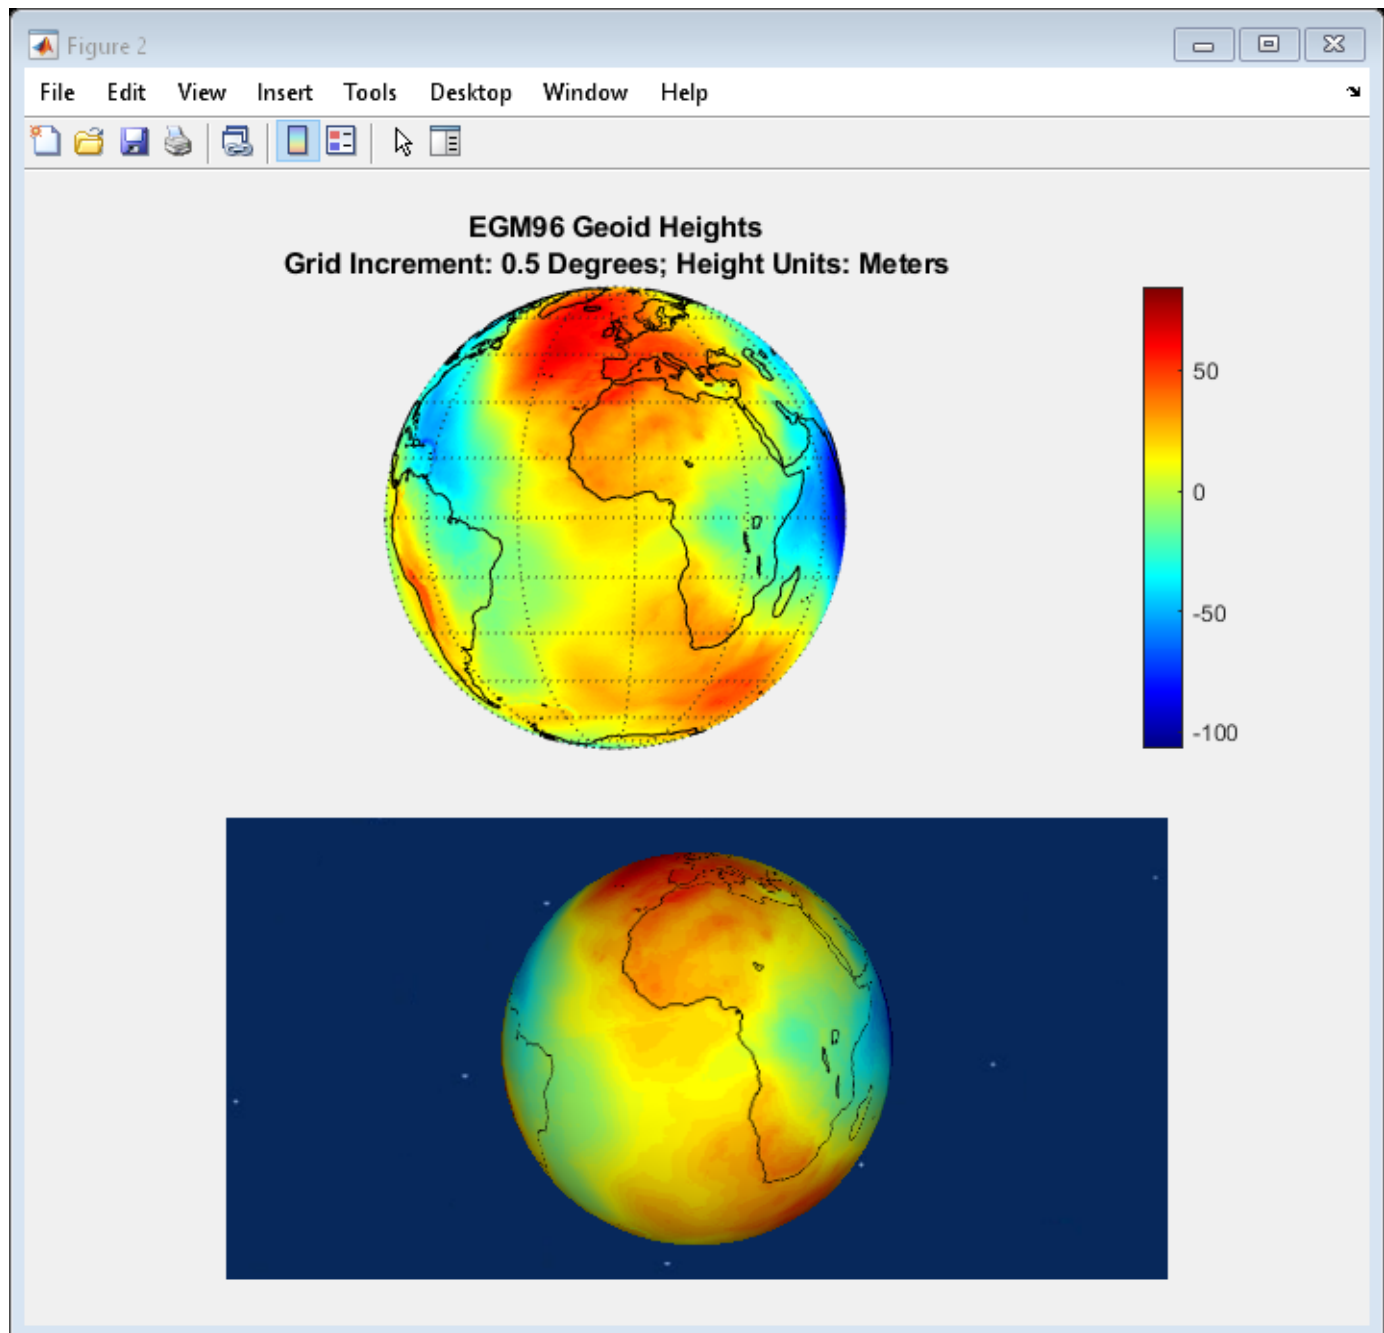 Figure 2
File Edit View Insert Tools Desktop Window Help
EGM96 Geoid Heights
Grid Increment: 0.5 Degrees; Height Units: Meters
50
0
-50
-100